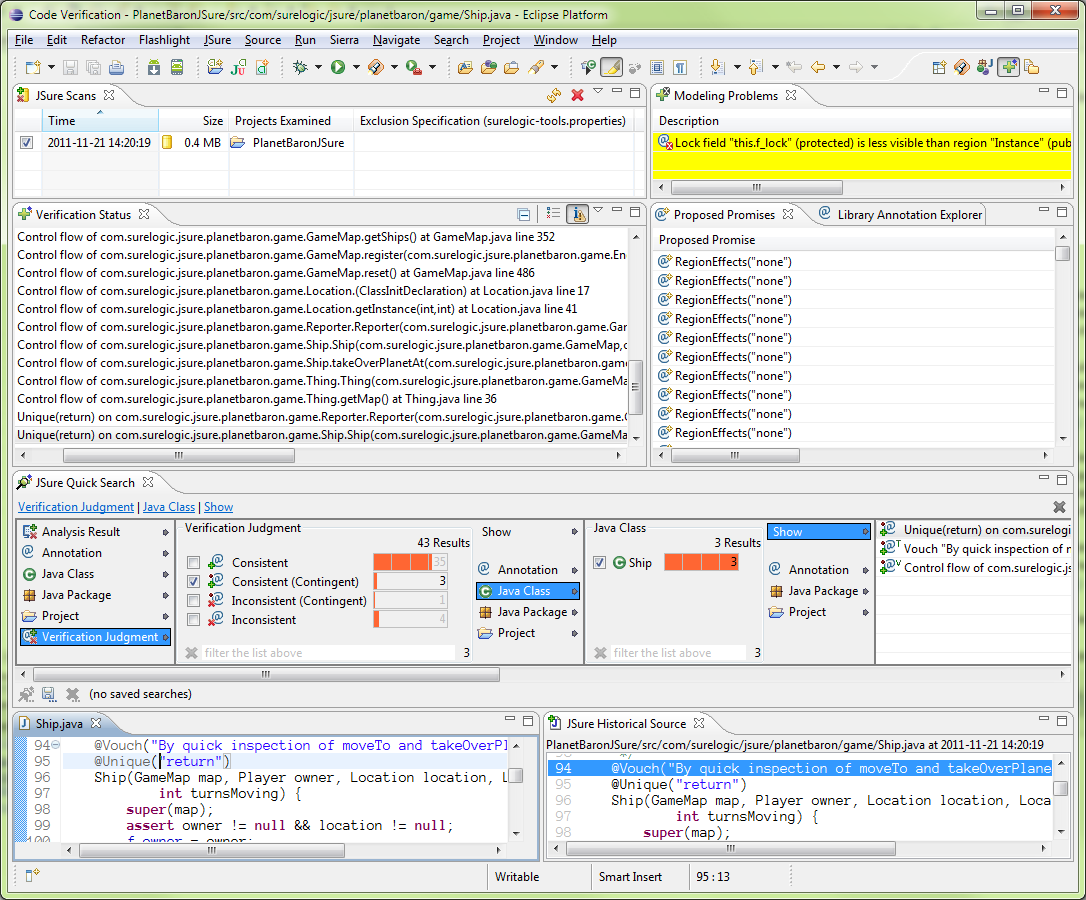 Code Verification - PlanetBaronJSure/src/com/surelogic/jsure/planetbaron/game/Ship.java - Eclipse Platform
File Edit Refactor Flashlight JSure Source Run Sierra Navigate Search Project Window Help
JSure Scans
Time Size Projects Examined Exclusion Specification (surelogic-tools.properties)
2011-11-21 14:20:19 0.4 MB PlanetBaronJSure
Modeling Problems
Description
Lock field "this.f_lock" (protected) is less visible than region "Instance" (pub
Verification Status
Control flow of com.surelogic.jsure.planetbaron.game.GameMap.getShips() at GameMap.java line 352
Control flow of com.surelogic.jsure.planetbaron.game.GameMap.register(com.surelogic.jsure.planetbaron.game.En
Control flow of com.surelogic.jsure.planetbaron.game.GameMap.reset() at GameMap.java line 486
Control flow of com.surelogic.jsure.planetbaron.game.Location.(ClassInitDeclaration) at Location.java line 17
Control flow of com.surelogic.jsure.planetbaron.game.Location.getInstance(int,int) at Location.java line 41
Control flow of com.surelogic.jsure.planetbaron.game.Reporter.Reporter(com.surelogic.jsure.planetbaron.game.Gar
Control flow of com.surelogic.jsure.planetbaron.game.Ship.Ship(com.surelogic.jsure.planetbaron.game.GameMap,c
Control flow of com.surelogic.jsure.planetbaron.game.Ship.takeOverPlanetAt(com.surelogic.jsure.planetbaron.game
Control flow of com.surelogic.jsure.planetbaron.game.Thing.Thing(com.surelogic.jsure.planetbaron.game.GameMa
Control flow of com.surelogic.jsure.planetbaron.game.Thing.getMap() at Thing.java line 36
Unique(return) on com.surelogic.jsure.planetbaron.game.Reporter.Reporter(com.surelogic.jsure.planetbaron.game.G
Unique(return) on com.surelogic.jsure.planetbaron.game.Ship.Ship(com.surelogic.jsure.planetbaron.game.GameMa
Proposed Promises Library Annotation Explorer
Proposed Promise
RegionEffects("none")
RegionEffects("none")
RegionEffects("none")
RegionEffects("none")
RegionEffects("none")
RegionEffects("none")
RegionEffects("none")
RegionEffects("none")
RegionEffects("none")
RegionEffects("none")
JSure Quick Search
Verification Judgment | Java Class | Show
Analysis Result
Annotation
Java Class
Java Package
Project
Verification Judgment
Verification Judgment
43 Results
Consistent 35
Consistent (Contingent) 3
Inconsistent (Contingent) 1
Inconsistent 4
filter the list above 3
Show
Annotation
Java Class
Java Package
Project
Java Class
3 Results
Ship 3
filter the list above 3
Show
Annotation
Java Package
Project
Unique(return) on com.surelogi
Vouch "By quick inspection of n
Control flow of com.surelogic.js
(no saved searches)
Ship.java
94 @Vouch("By quick inspection of moveTo and takeOverPl
95 @Unique("return")
96 Ship(GameMap map, Player owner, Location location, L
97 int turnsMoving) {
98 super(map);
99 assert owner != null && location != null;
100 f owner = owner;
JSure Historical Source
PlanetBaronJSure/src/com/surelogic/jsure/planetbaron/game/Ship.java at 2011-11-21 14:20:19
93 */
94 @Vouch("By quick inspection of moveTo and takeOverPlane
95 @Unique("return")
96 Ship(GameMap map, Player owner, Location location, Loca
97 int turnsMoving) {
98 super(map);
Writable Smart Insert 95 : 13